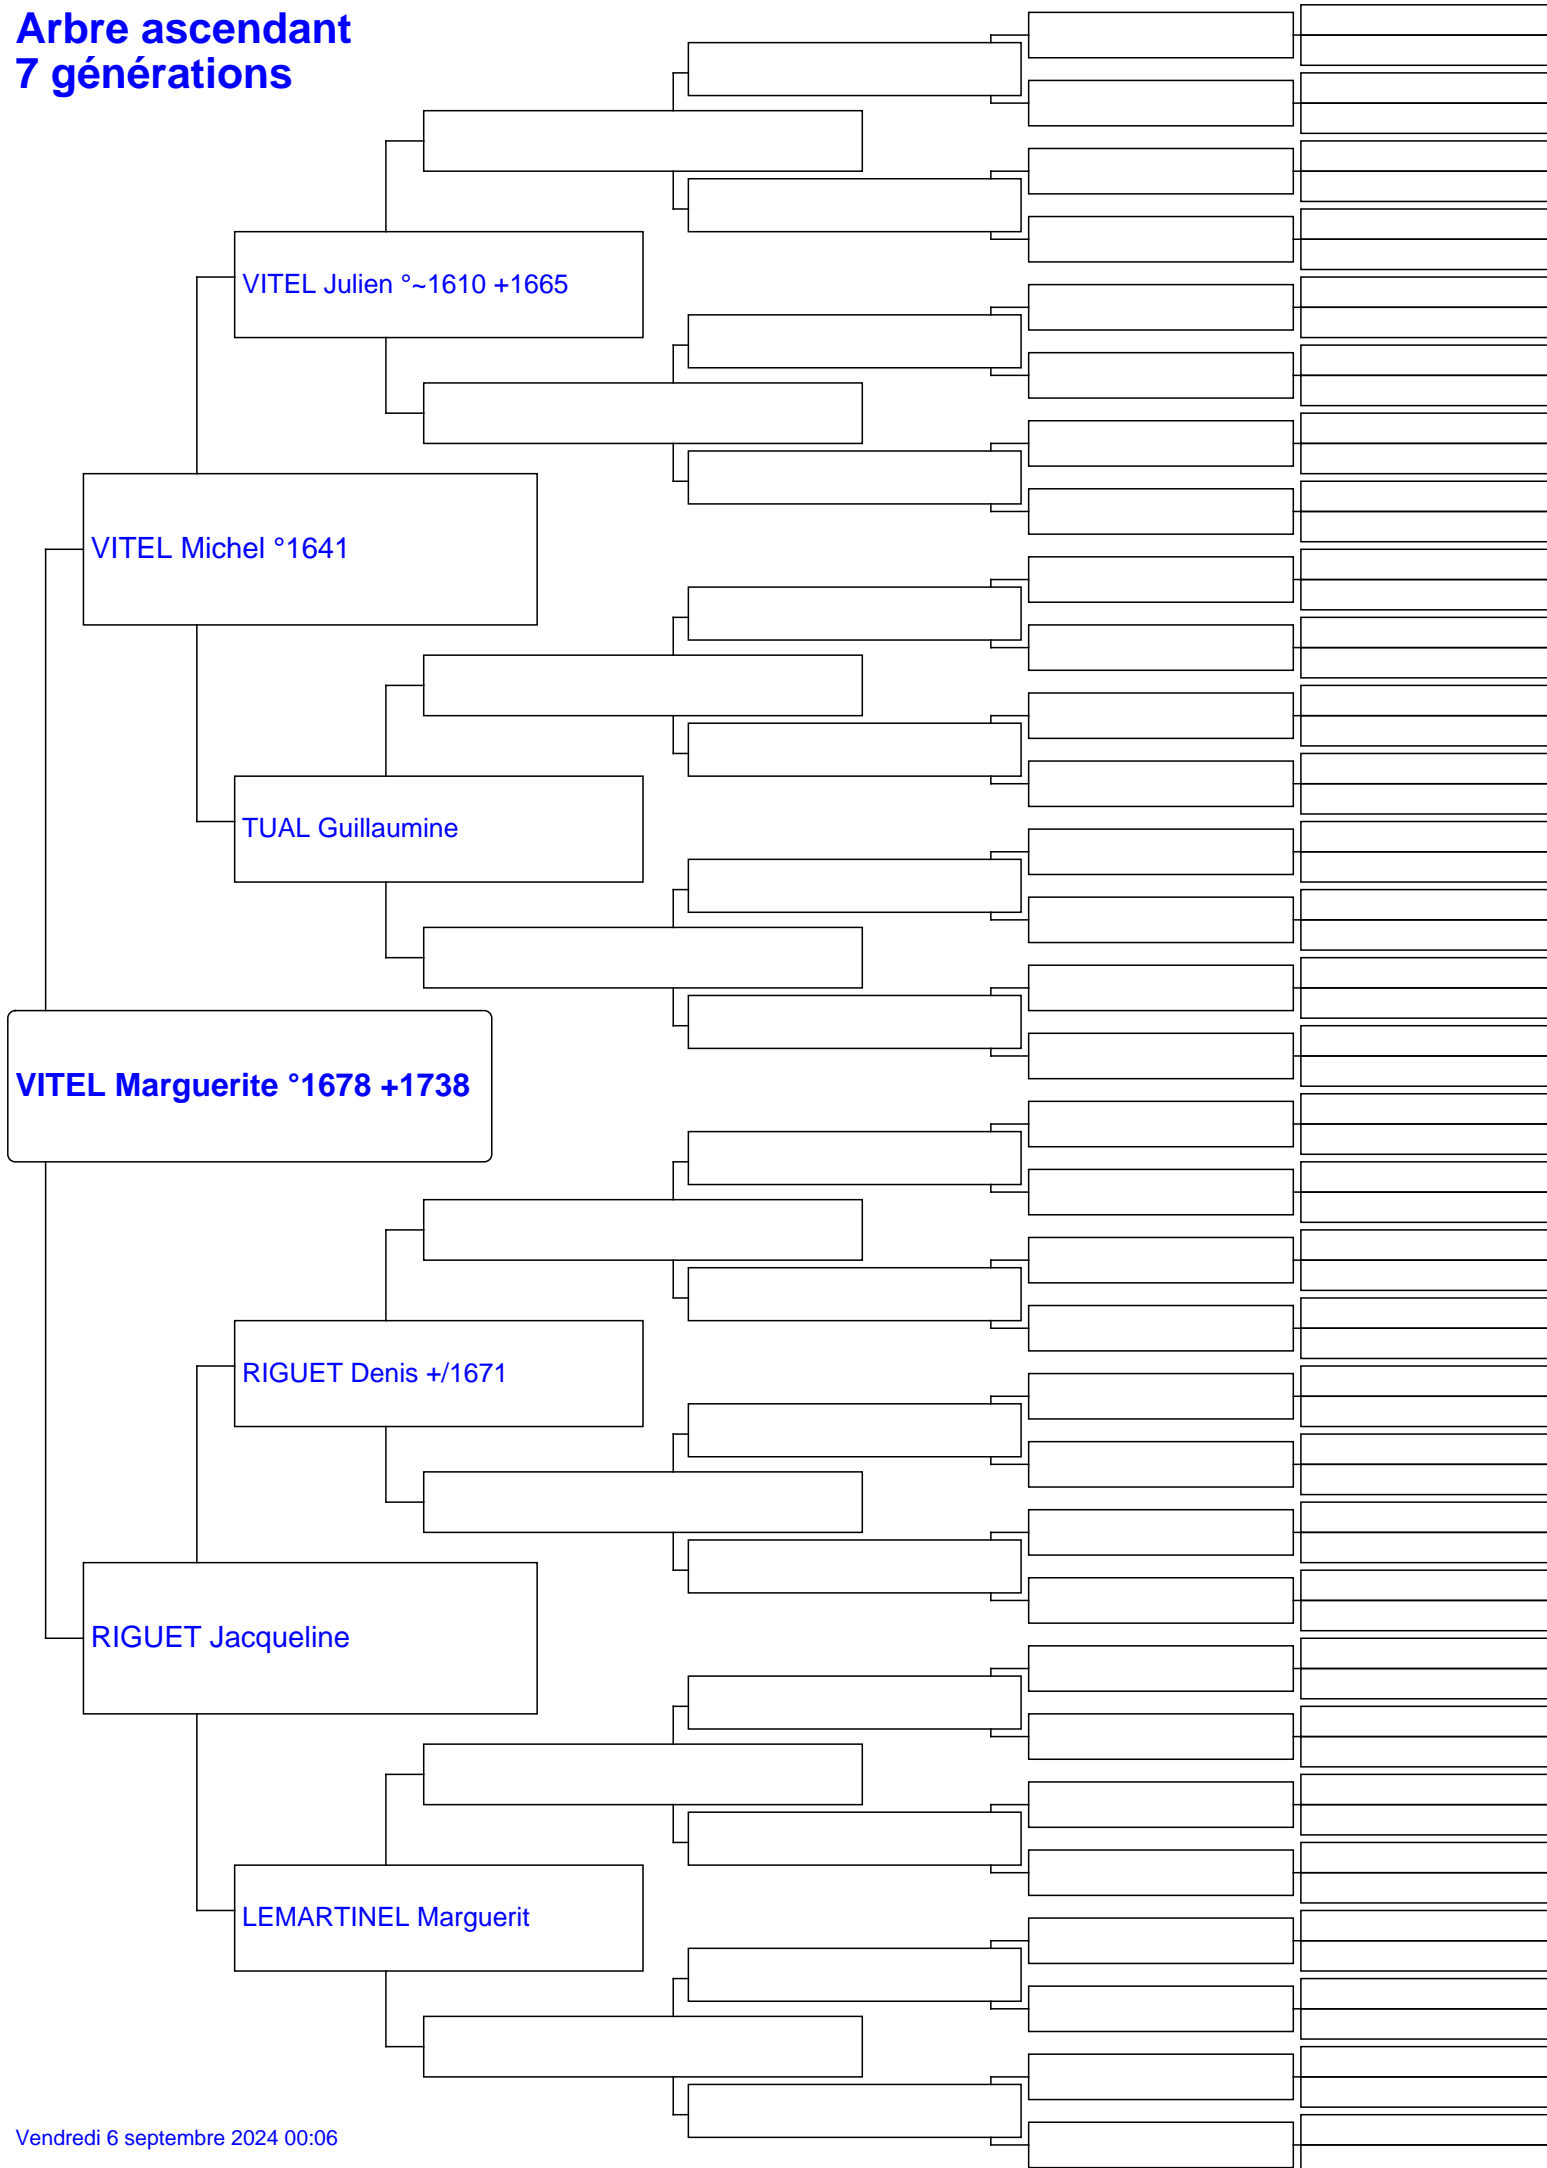 Arbre ascendant
7 générations
VITEL Julien °~1610 +1665
VITEL Michel °1641
TUAL Guillaumine
VITEL Marguerite °1678 +1738
RIGUET Denis +/1671
RIGUET Jacqueline
LEMARTINEL Marguerit
Vendredi 6 septembre 2024 00:06